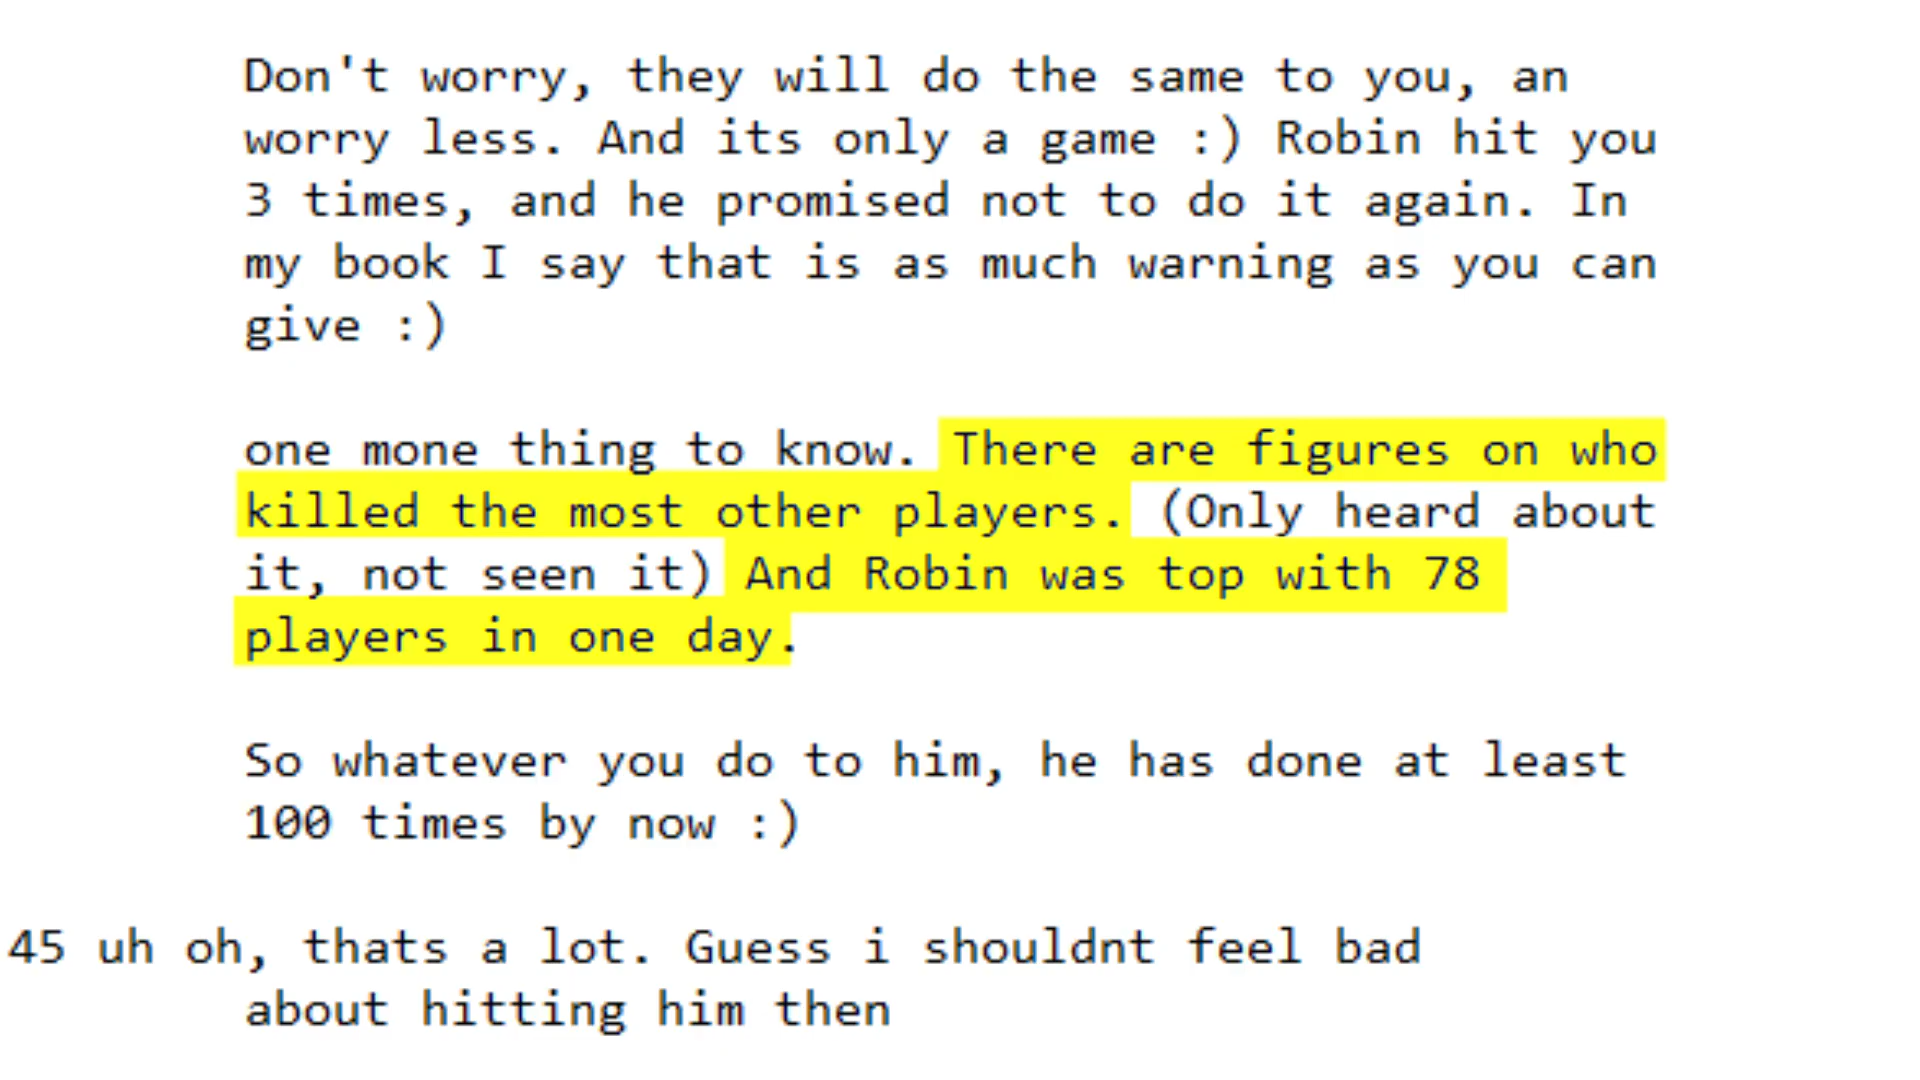 Don't worry, they will do the same to you, an
worry less. And its only a game :) Robin hit you
3 times, and he promised not to do it again. In
my book I say that is as much warning as you can
give :)
one mone thing to know. There are figures on who
killed the most other players. (Only heard about
it, not seen it) And Robin was top with 78
players in one day.
So whatever you do to him, he has done at least
100 times by now :)
45 uh oh, thats a lot. Guess i shouldnt feel bad
about hitting him then